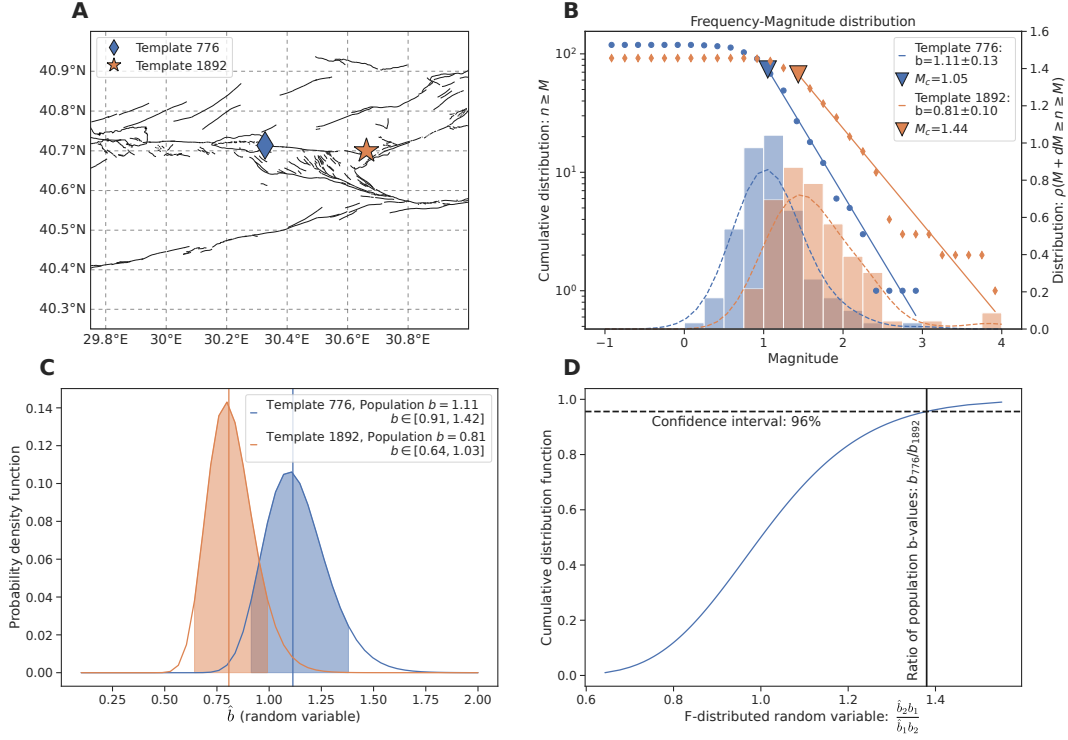 A
Template 776
Template 1892
40.9°N
40.8°N
40.7°N
40.6°N
40.5°N
40.4°N
40.3°N
29.8°E
30°E
30.2°E
30.4°E
30.6°E
30.8°E
B
Frequency-Magnitude distribution
Template 776:
b=1.11±0.13
M_c=1.05
Template 1892:
b=0.81±0.10
M_c=1.44
Cumulative distribution: n ≥ M
10²
10¹
10⁰
Distribution: ρ(M + dM ≥ n ≥ M)
1.6
1.4
1.2
1.0
0.8
0.6
0.4
0.2
0.0
−1
0
1
2
3
4
Magnitude
C
Template 776, Population b = 1.11
b ∈ [0.91, 1.42]
Template 1892, Population b = 0.81
b ∈ [0.64, 1.03]
Probability density function
0.14
0.12
0.10
0.08
0.06
0.04
0.02
0.00
0.25
0.50
0.75
1.00
1.25
1.50
1.75
2.00
b̂ (random variable)
D
Confidence interval: 96%
Ratio of population b-values: b_776/b_1892
Cumulative distribution function
1.0
0.8
0.6
0.4
0.2
0.0
0.6
0.8
1.0
1.2
1.4
F-distributed random variable: b̂₂b₁/b̂₁b₂